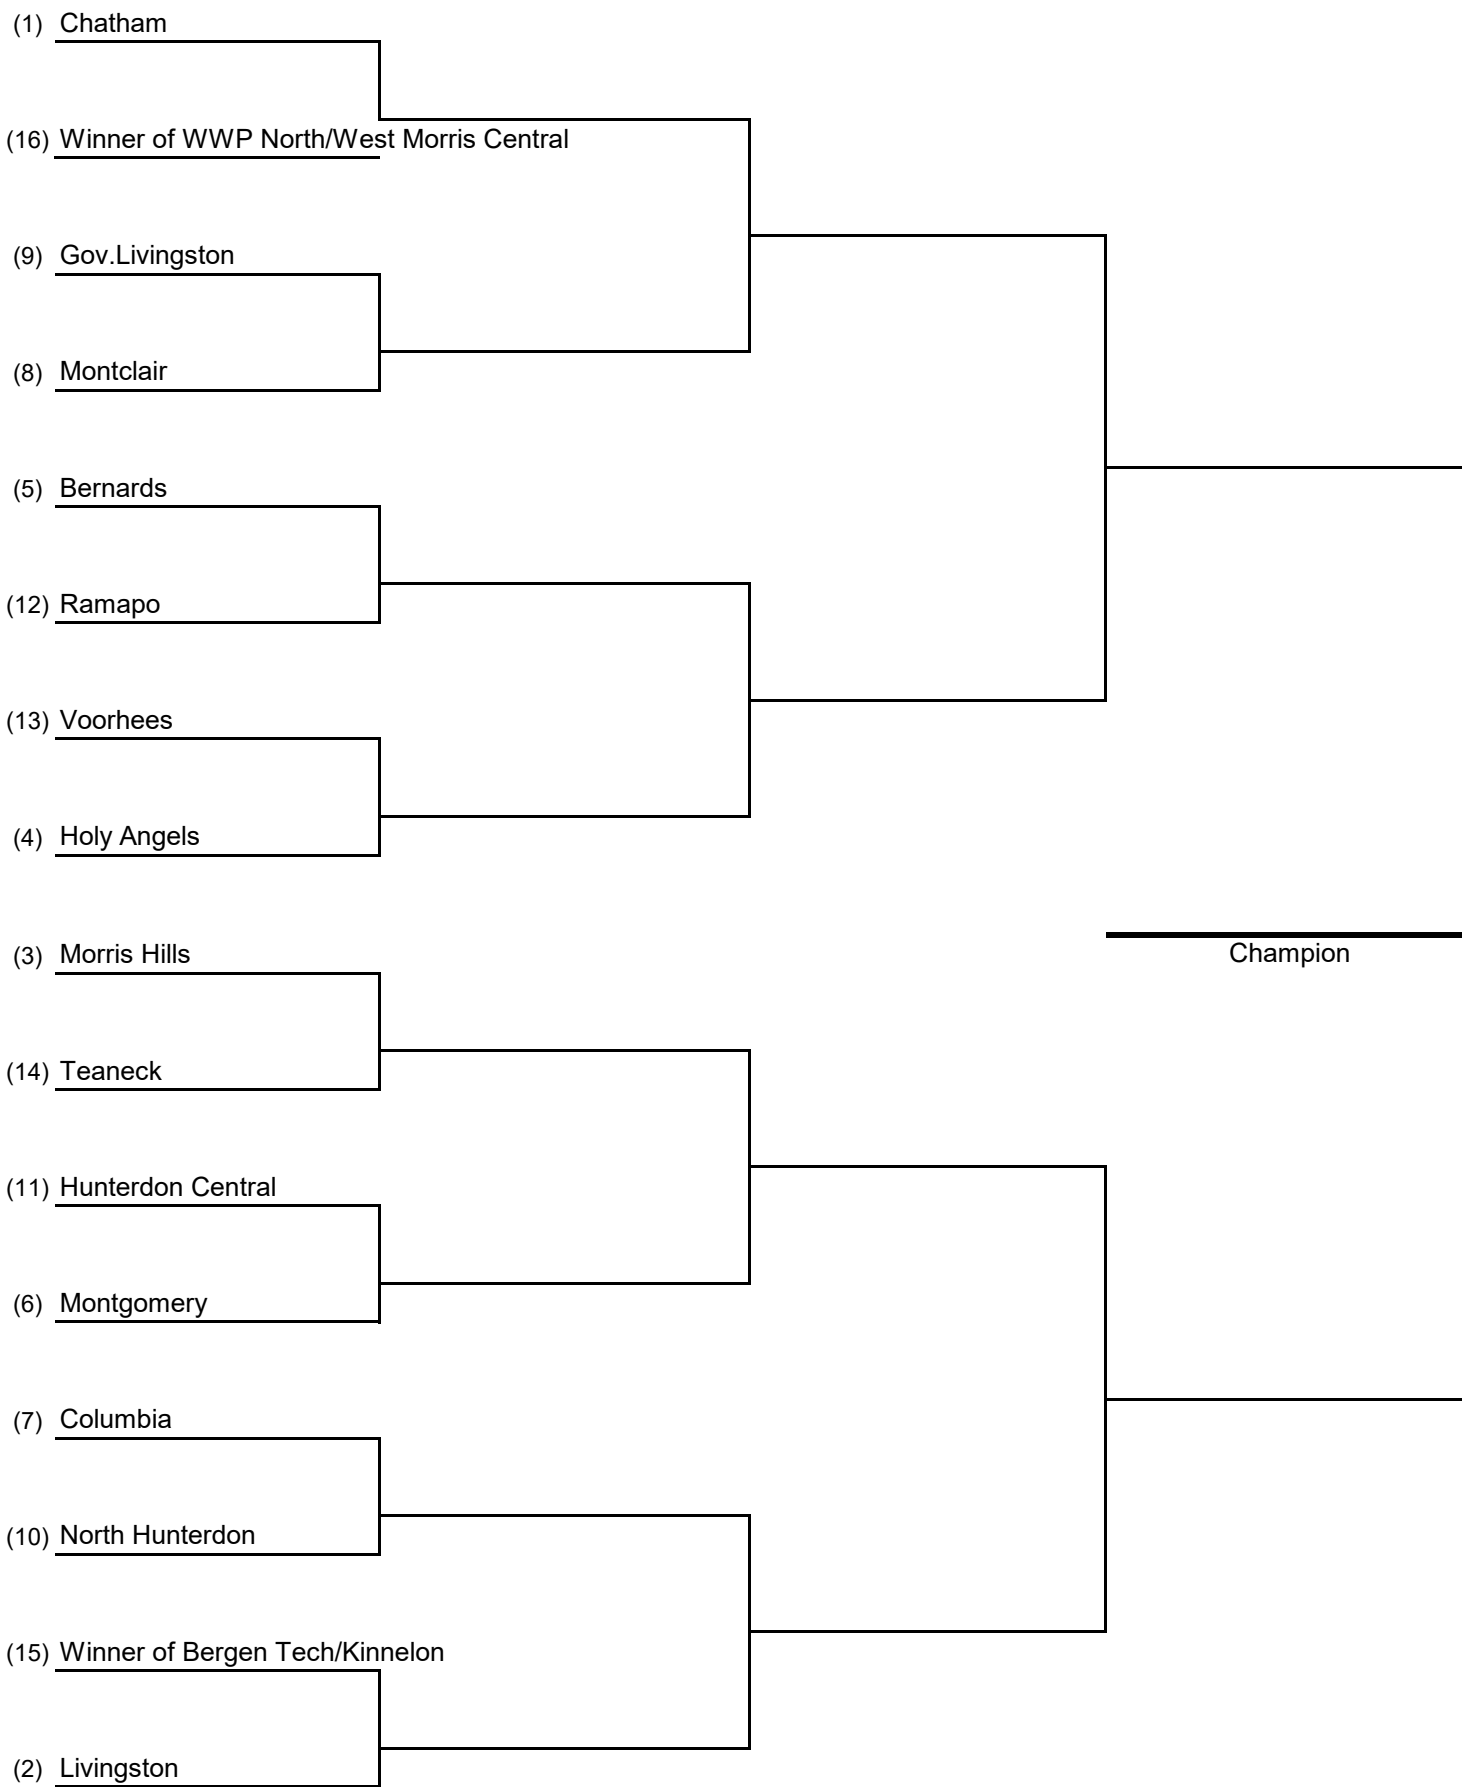 (1) Chatham
(16) Winner of WWP North/West Morris Central
(9) Gov.Livingston
(8) Montclair
(5) Bernards
(12) Ramapo
(13) Voorhees
(4) Holy Angels
(3) Morris Hills
Champion
(14) Teaneck
(11) Hunterdon Central
(6) Montgomery
(7) Columbia
(10) North Hunterdon
(15) Winner of Bergen Tech/Kinnelon
(2) Livingston